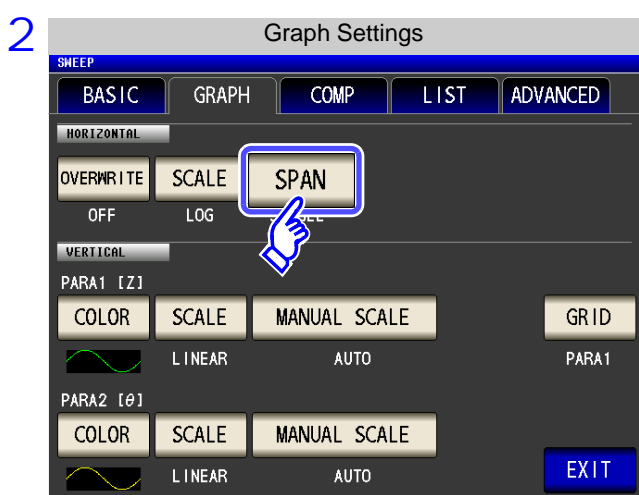 2
Graph Settings
SWEEP
BASIC GRAPH COMP LIST ADVANCED
HORIZONTAL
OVERWRITE SCALE SPAN
OFF LOG
VERTICAL
PARA1 [Z]
COLOR SCALE MANUAL SCALE GRID
LINEAR AUTO PARA1
PARA2 [θ]
COLOR SCALE MANUAL SCALE
LINEAR AUTO EXIT